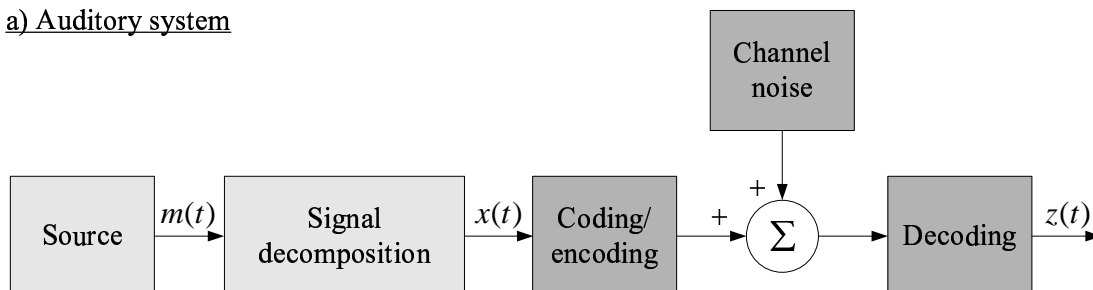 a) Auditory system
Channel
noise
Source
m(t)
Signal
decomposition
x(t)
Coding/
encoding
+
+
Σ
Decoding
z(t)